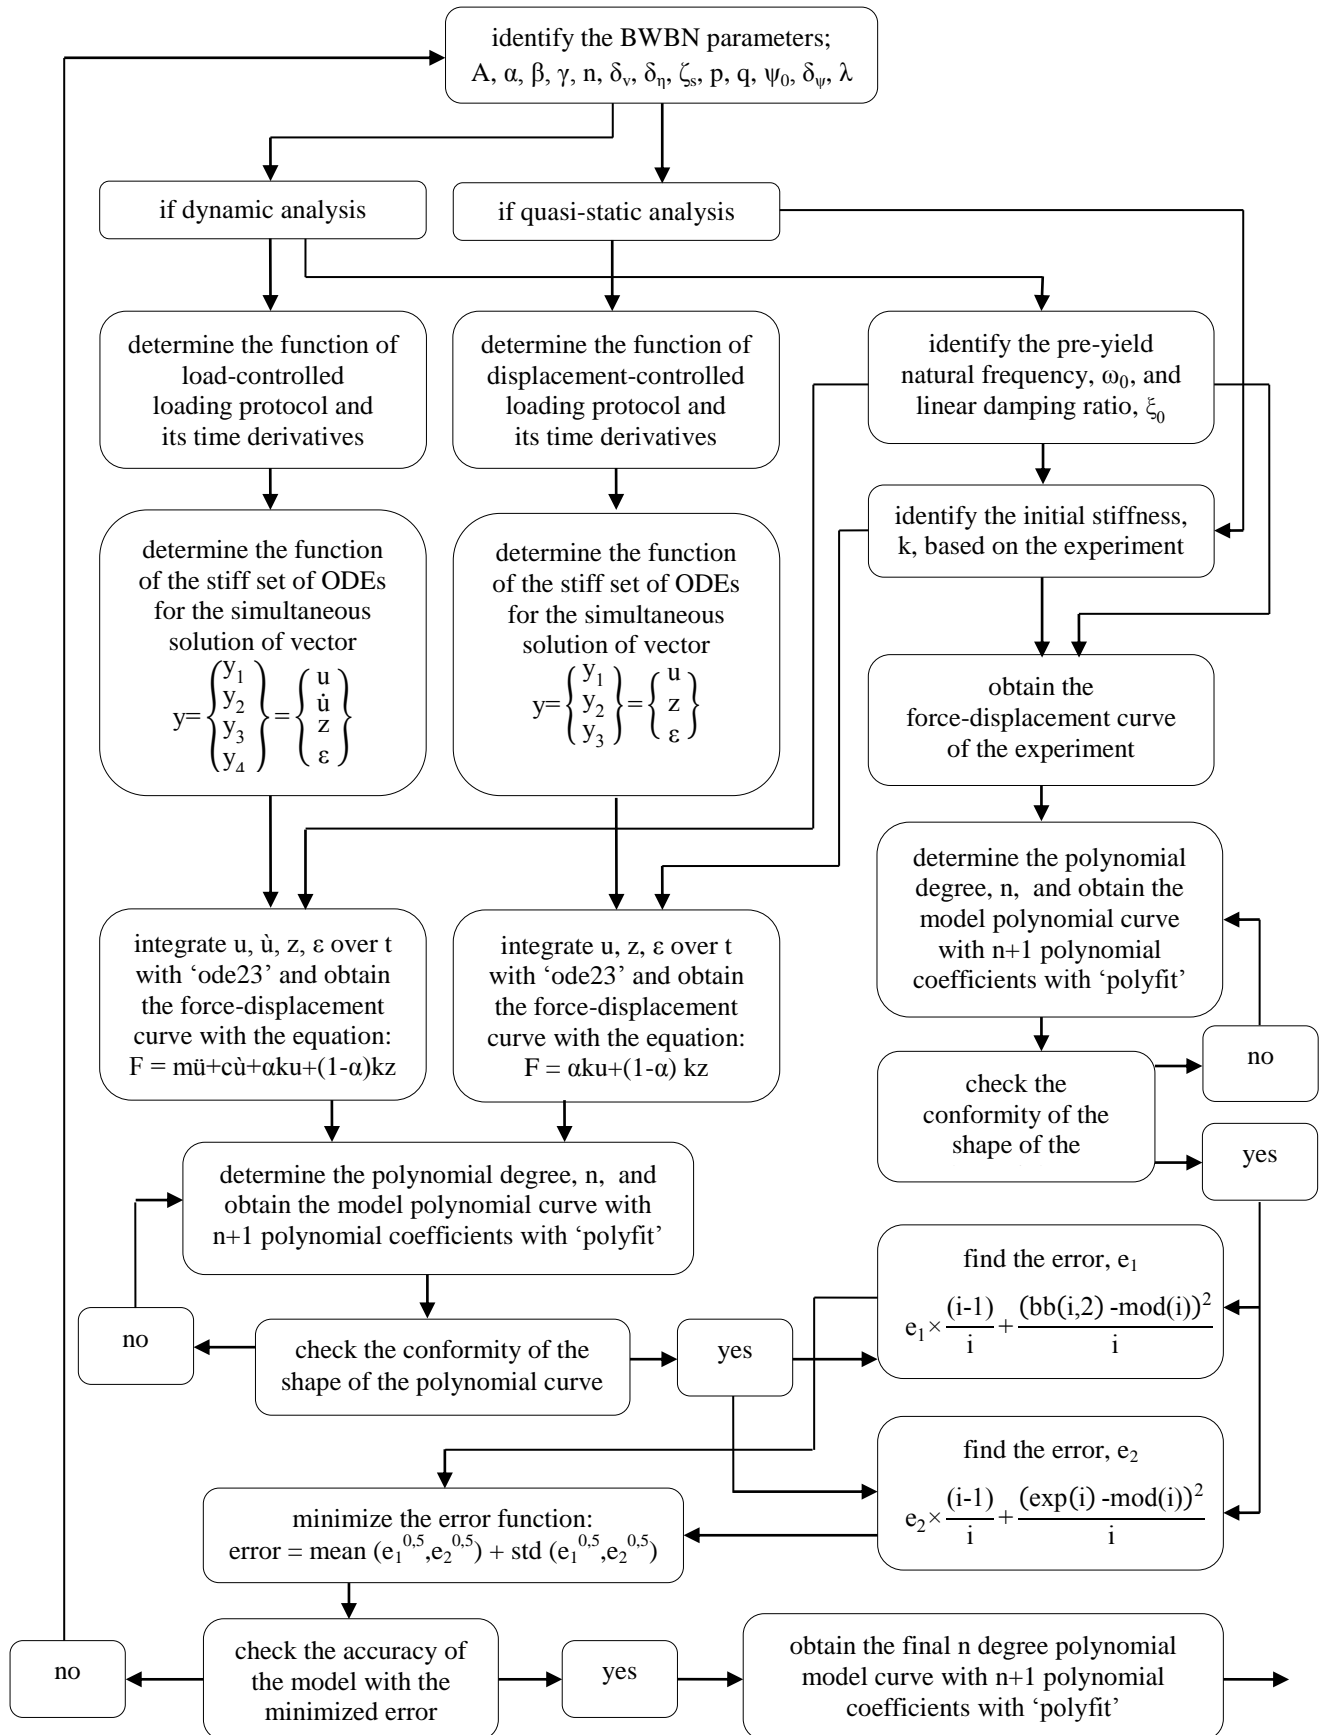 identify the BWBN parameters;
A, α, β, γ, n, δᵥ, δη, ζₛ, p, q, ψ₀, δψ, λ
if dynamic analysis
if quasi-static analysis
determine the function of
load-controlled
loading protocol and
its time derivatives
determine the function of
displacement-controlled
loading protocol and
its time derivatives
identify the pre-yield
natural frequency, ω₀, and
linear damping ratio, ξ₀
identify the initial stiffness,
k, based on the experiment
determine the function
of the stiff set of ODEs
for the simultaneous
solution of vector
y={y₁ y₂ y₃ y₄}={u u̇ z ε}
determine the function
of the stiff set of ODEs
for the simultaneous
solution of vector
y={y₁ y₂ y₃}={u z ε}
obtain the
force-displacement curve
of the experiment
determine the polynomial
degree, n, and obtain the
model polynomial curve
with n+1 polynomial
coefficients with ‘polyfit’
integrate u, ù, z, ε over t
with ‘ode23’ and obtain
the force-displacement
curve with the equation:
F = mü+cù+αku+(1-α)kz
integrate u, z, ε over t
with ‘ode23’ and obtain
the force-displacement
curve with the equation:
F = αku+(1-α) kz
no
check the
conformity of the
shape of the
yes
determine the polynomial degree, n, and
obtain the model polynomial curve with
n+1 polynomial coefficients with ‘polyfit’
find the error, e₁
e₁×(i-1)/i+(bb(i,2) -mod(i))²/i
no
check the conformity of the
shape of the polynomial curve
yes
find the error, e₂
e₂×(i-1)/i+(exp(i) -mod(i))²/i
minimize the error function:
error = mean (e₁^0,5,e₂^0,5) + std (e₁^0,5,e₂^0,5)
no
check the accuracy of
the model with the
minimized error
yes
obtain the final n degree polynomial
model curve with n+1 polynomial
coefficients with ‘polyfit’